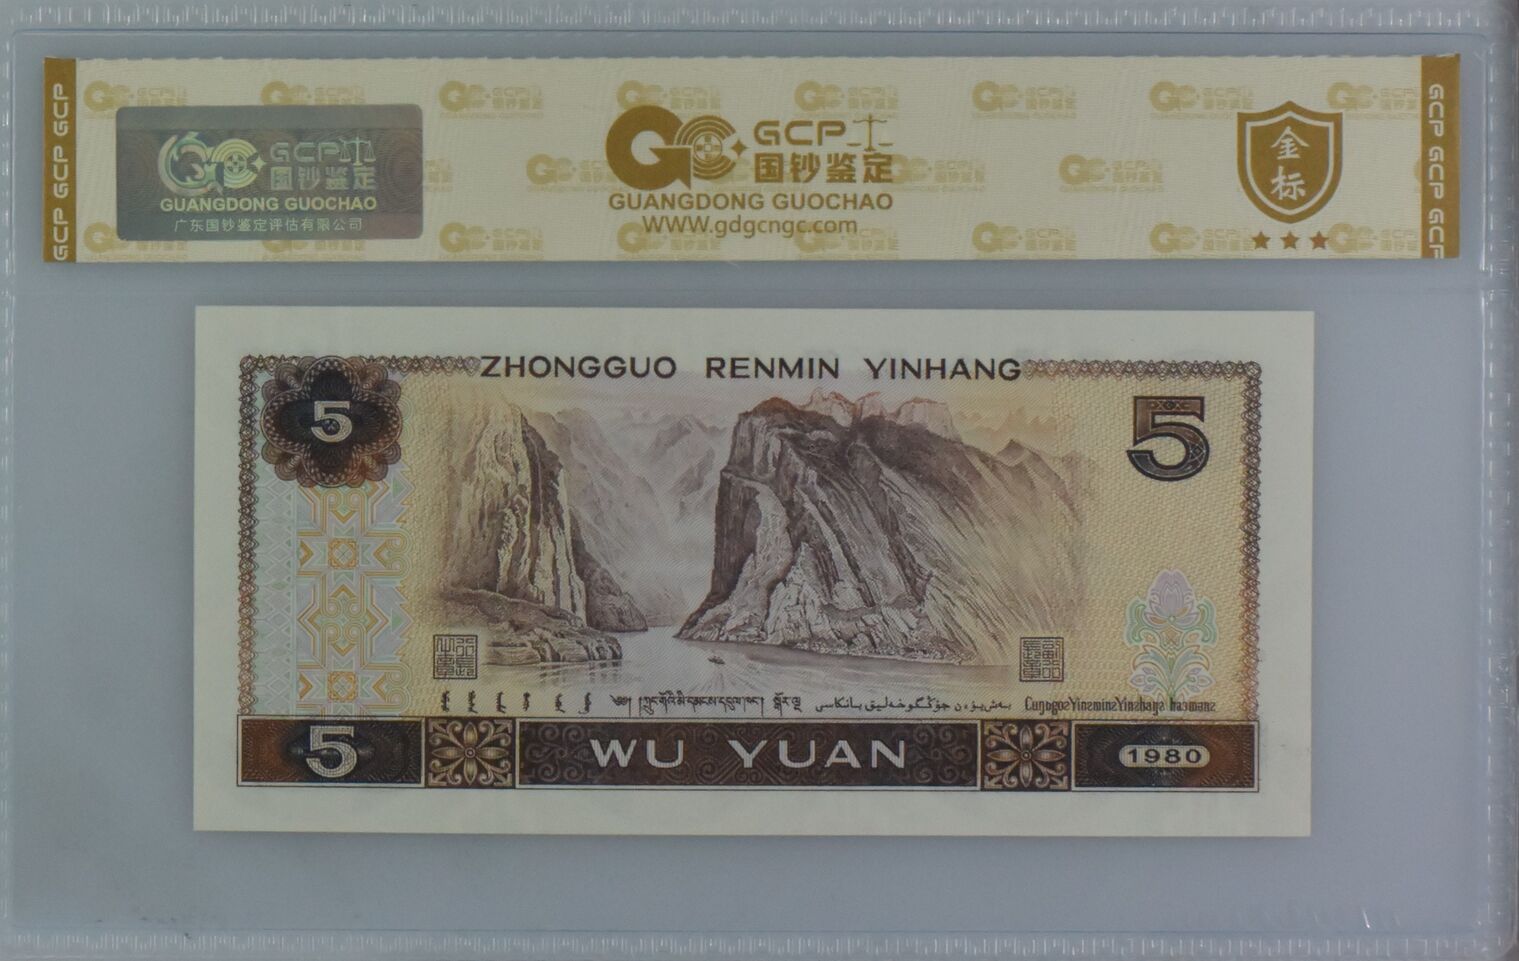 GCP GCP GCP
GCP
国钞鉴定
GUANGDONG GUOCHAO
广东国钞鉴定评估有限公司
GCP
国钞鉴定
GUANGDONG GUOCHAO
WWW.gdgcngc.com
金标
GCP GCP GCP
ZHONGGUO RENMIN YINHANG
5
5
5
WU YUAN
1980